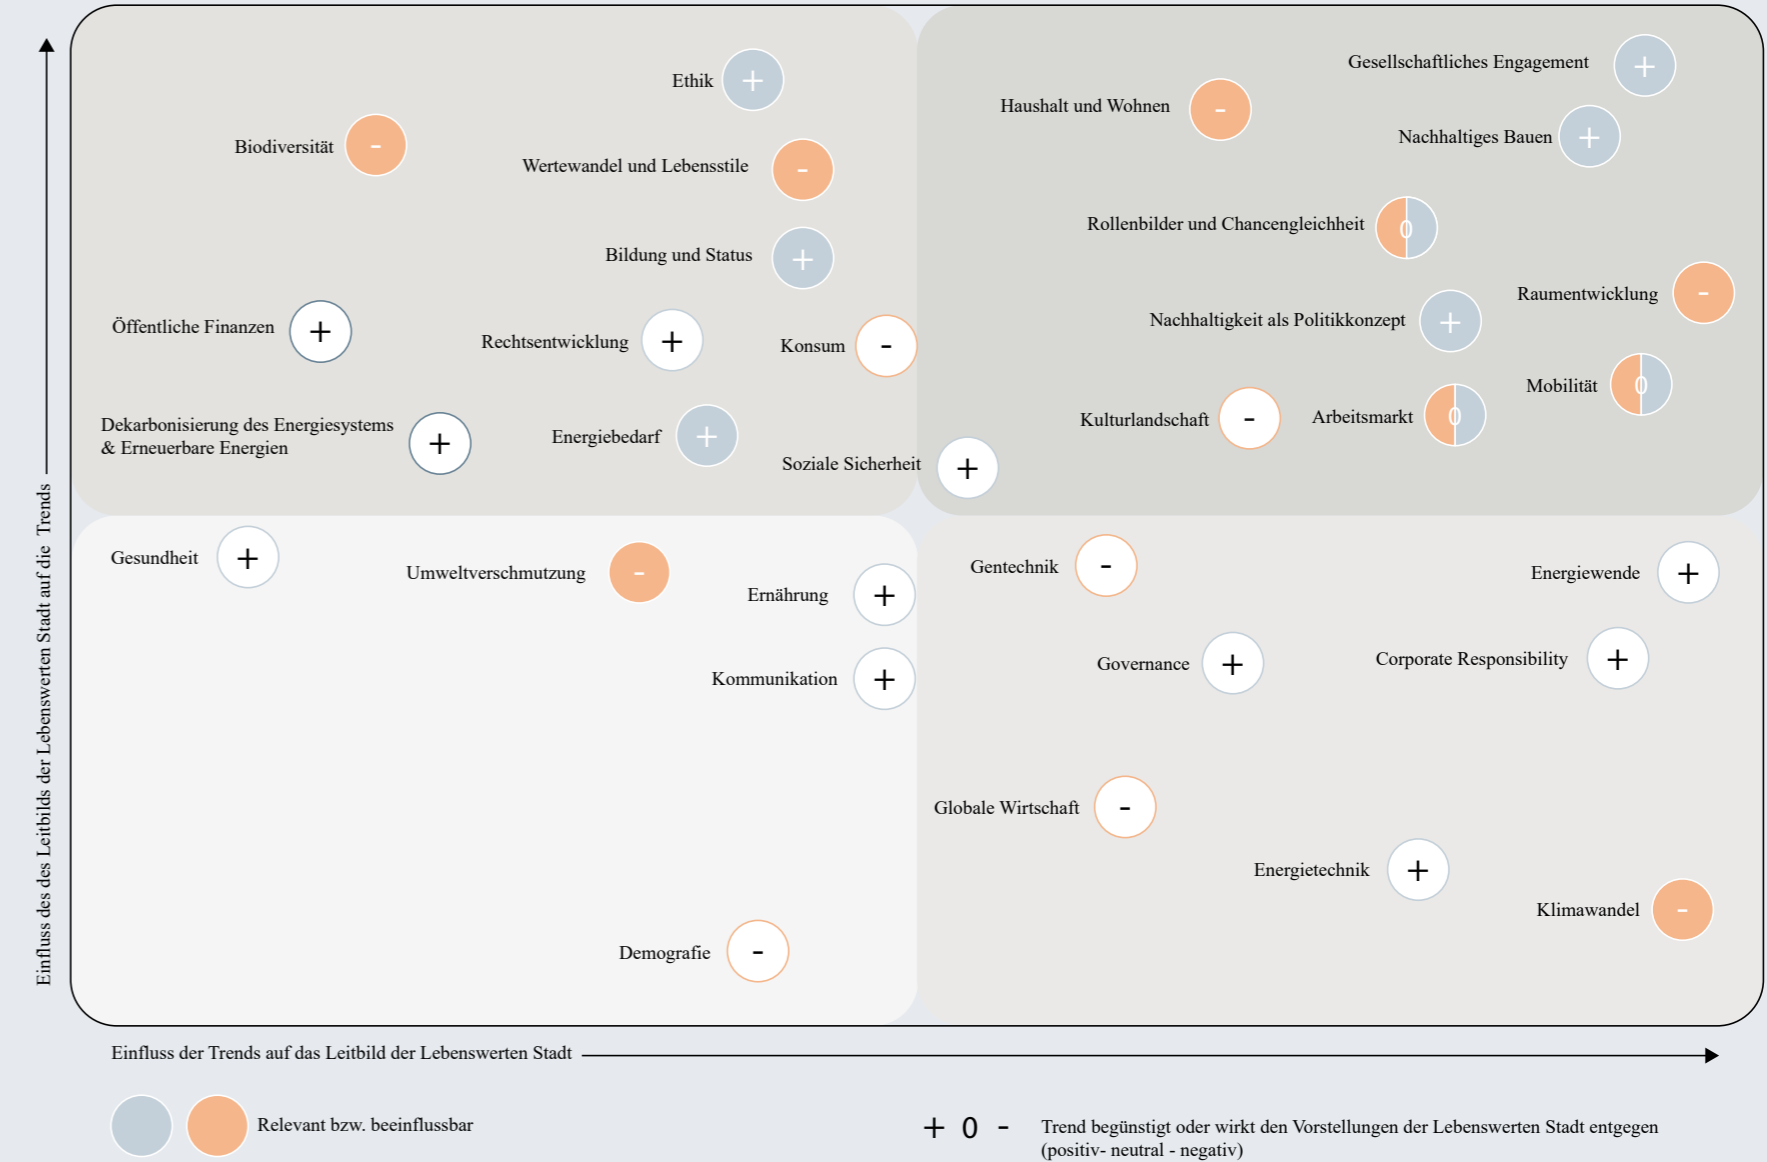 Einfluss des des Leitbilds der Lebenswerten Stadt auf die Trends
Ethik +
Biodiversität -
Wertewandel und Lebensstile -
Bildung und Status +
Öffentliche Finanzen +
Rechtsentwicklung +
Konsum -
Dekarbonisierung des Energiesystems
& Erneuerbare Energien +
Energiebedarf +
Soziale Sicherheit +
Gesellschaftliches Engagement +
Haushalt und Wohnen -
Nachhaltiges Bauen +
Rollenbilder und Chancengleichheit 0
Raumentwicklung -
Nachhaltigkeit als Politikkonzept +
Mobilität 0
Kulturlandschaft -
Arbeitsmarkt 0
Gesundheit +
Umweltverschmutzung -
Ernährung +
Kommunikation +
Demografie -
Gentechnik -
Energiewende +
Governance +
Corporate Responsibility +
Globale Wirtschaft -
Energietechnik +
Klimawandel -
Einfluss der Trends auf das Leitbild der Lebenswerten Stadt
Relevant bzw. beeinflussbar
+ 0 - Trend begünstigt oder wirkt den Vorstellungen der Lebenswerten Stadt entgegen
(positiv- neutral - negativ)